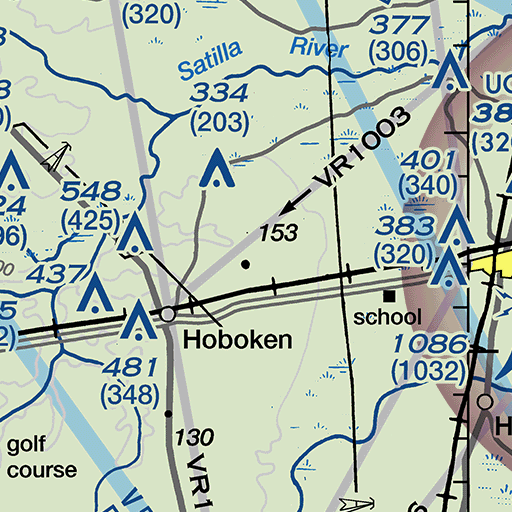 (320)
377
(306)
Satilla
River
334
(203)
UG
VR1003
401
(340)
548
(425)
383
(320)
153
437
Hoboken
school
481
(348)
1086
(1032)
130
golf
course
VR1